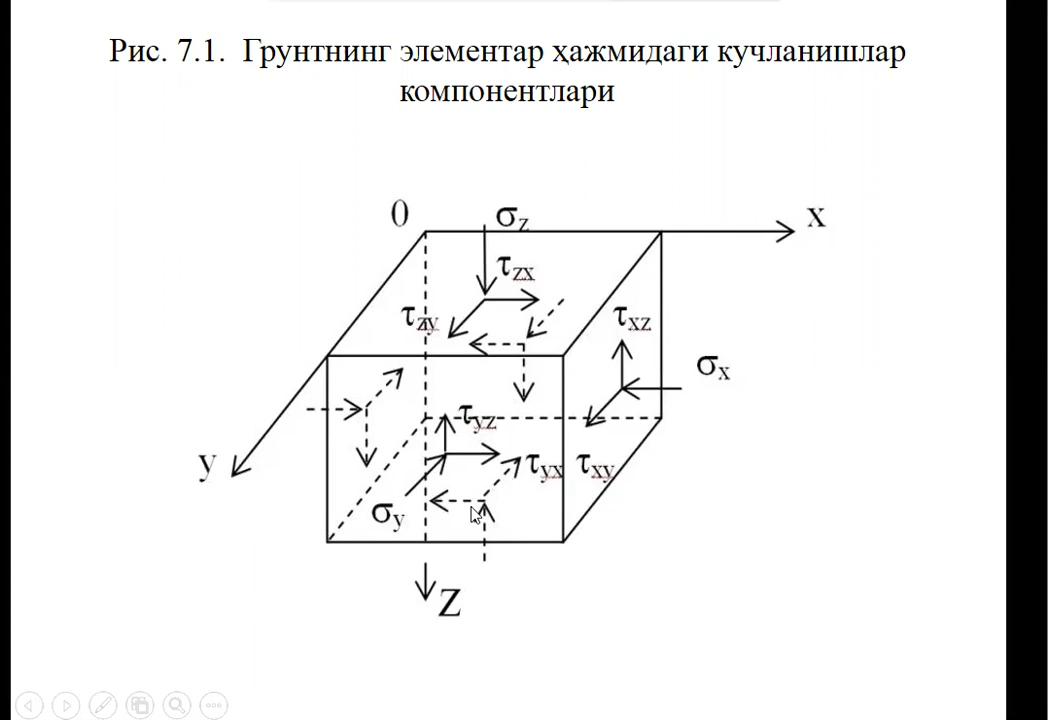 Рис. 7.1. Грунтнинг элементар ҳажмидаги кучланишлар
компонентлари
0
σz
x
τzx
τzy
τxz
σx
τyz
y
τyx
τxy
σy
Z